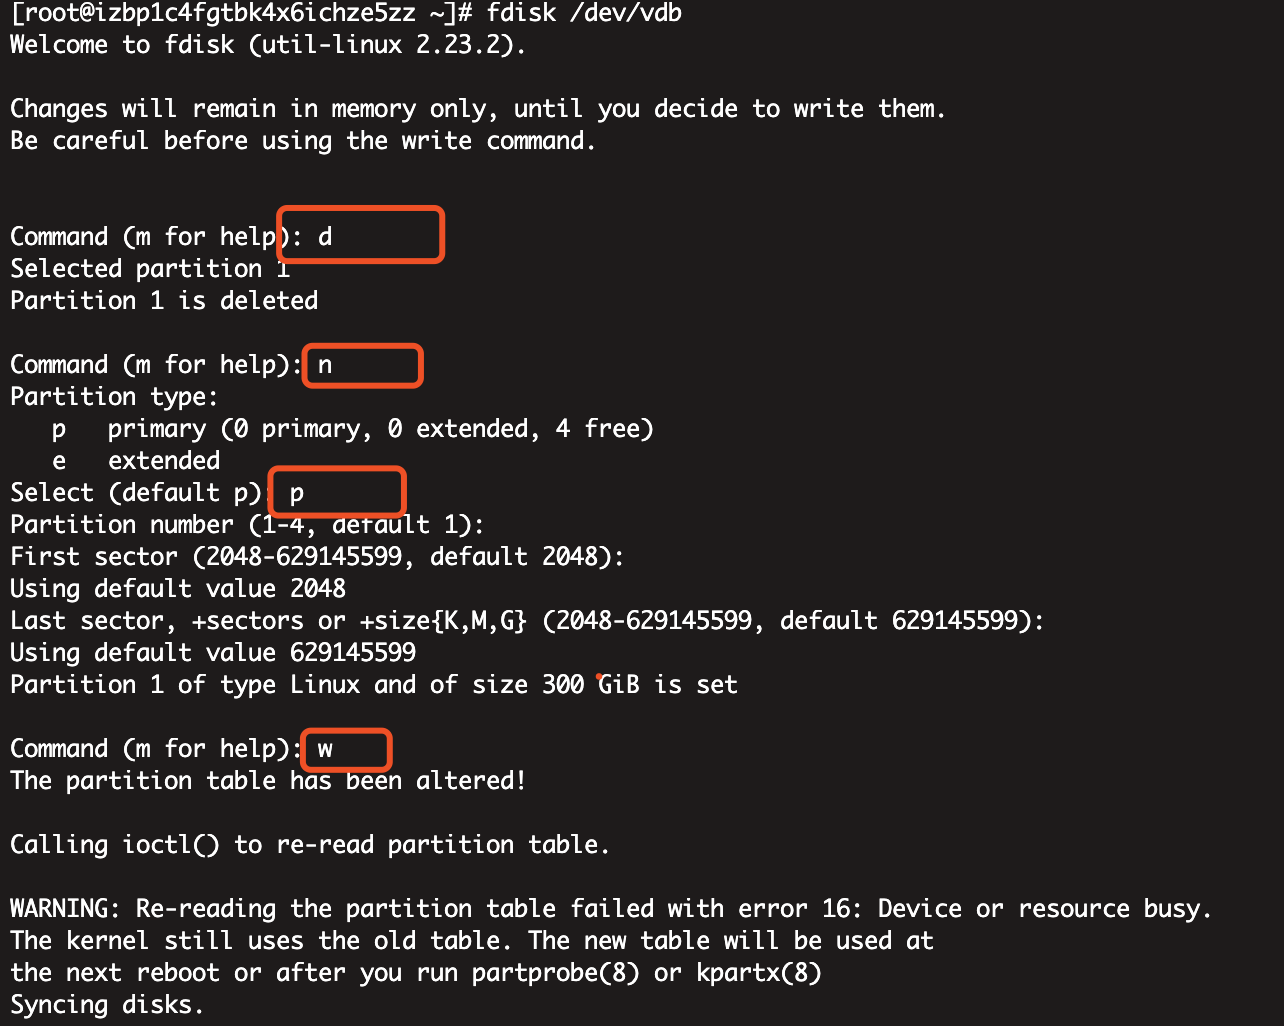 [root@izbp1c4fgtbk4x6ichze5zz ~]# fdisk /dev/vdb
Welcome to fdisk (util-linux 2.23.2).
Changes will remain in memory only, until you decide to write them.
Be careful before using the write command.
Command (m for help): d
Selected partition 1
Partition 1 is deleted
Command (m for help): n
Partition type:
   p   primary (0 primary, 0 extended, 4 free)
   e   extended
Select (default p): p
Partition number (1-4, default 1):
First sector (2048-629145599, default 2048):
Using default value 2048
Last sector, +sectors or +size{K,M,G} (2048-629145599, default 629145599):
Using default value 629145599
Partition 1 of type Linux and of size 300 GiB is set
Command (m for help): w
The partition table has been altered!
Calling ioctl() to re-read partition table.
WARNING: Re-reading the partition table failed with error 16: Device or resource busy.
The kernel still uses the old table. The new table will be used at
the next reboot or after you run partprobe(8) or kpartx(8)
Syncing disks.